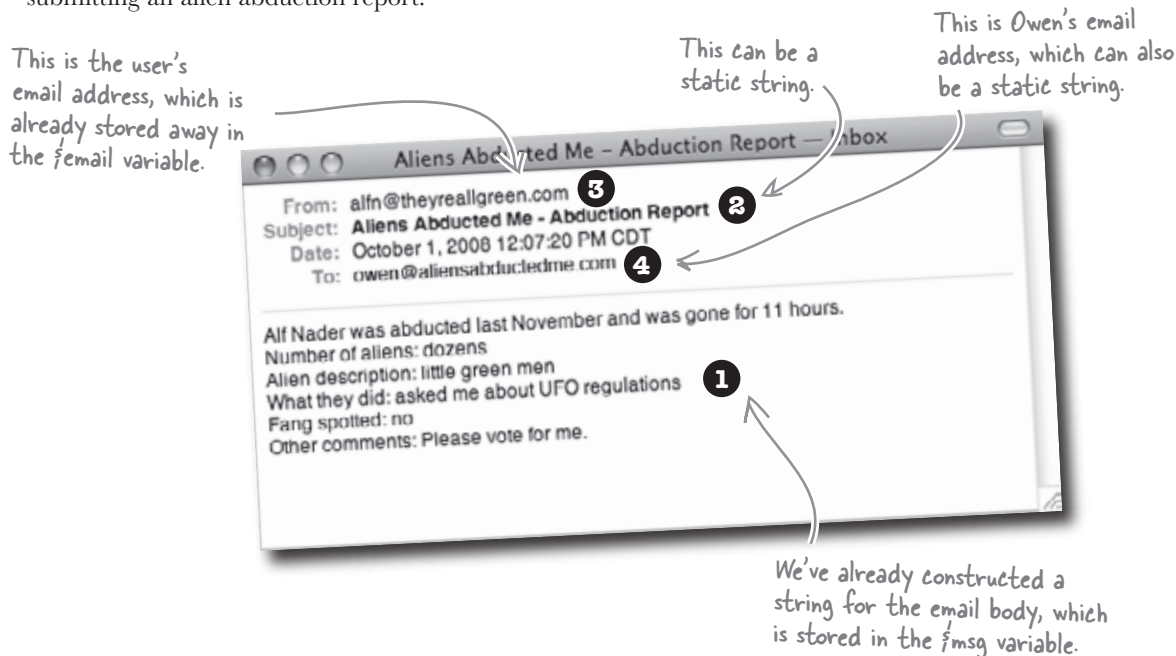 submitting an alien abduction report.
This is the user's
email address, which is
already stored away in
the $email variable.
This can be a
static string.
This is Owen's email
address, which can also
be a static string.
Aliens Abducted Me – Abduction Report — Inbox
From: alfn@theyreallgreen.com 3
Subject: Aliens Abducted Me - Abduction Report 2
Date: October 1, 2008 12:07:20 PM CDT
To: owen@aliensabductedme.com 4
Alf Nader was abducted last November and was gone for 11 hours.
Number of aliens: dozens
Alien description: little green men
What they did: asked me about UFO regulations 1
Fang spotted: no
Other comments: Please vote for me.
We've already constructed a
string for the email body, which
is stored in the $msg variable.